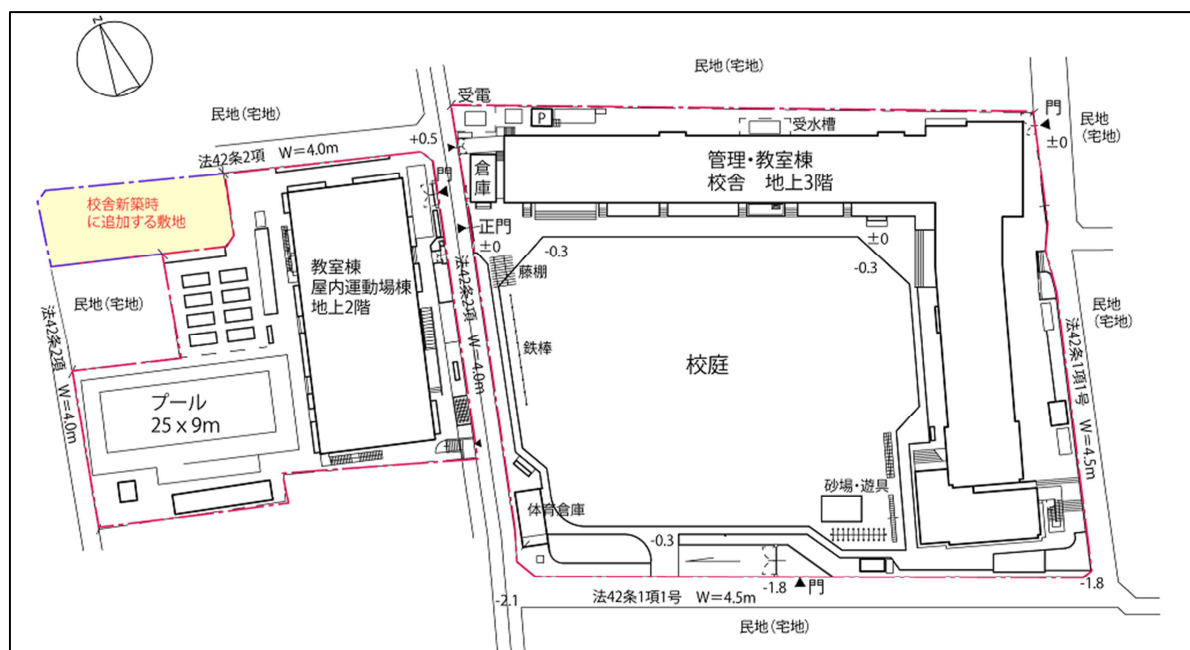 Z
民地(宅地)
民地(宅地)
受電
P
受水槽
門
民地
(宅地)
±0
+0.5
法42条2項 W=4.0m
門
倉庫
管理・教室棟
校舎 地上3階
校舎新築時
に追加する敷地
正門
±0
-0.3
±0
-0.3
教室棟
屋内運動場棟
地上2階
法42条2項 W=4.0m
藤棚
民地(宅地)
法42条2項 W=4.0m
鉄棒
校庭
民地
(宅地)
法42条1項1号 W=4.5m
プール
25 x 9m
体育倉庫
砂場・遊具
-0.3
-1.8
門
-1.8
-2.1
法42条1項1号 W=4.5m
民地(宅地)